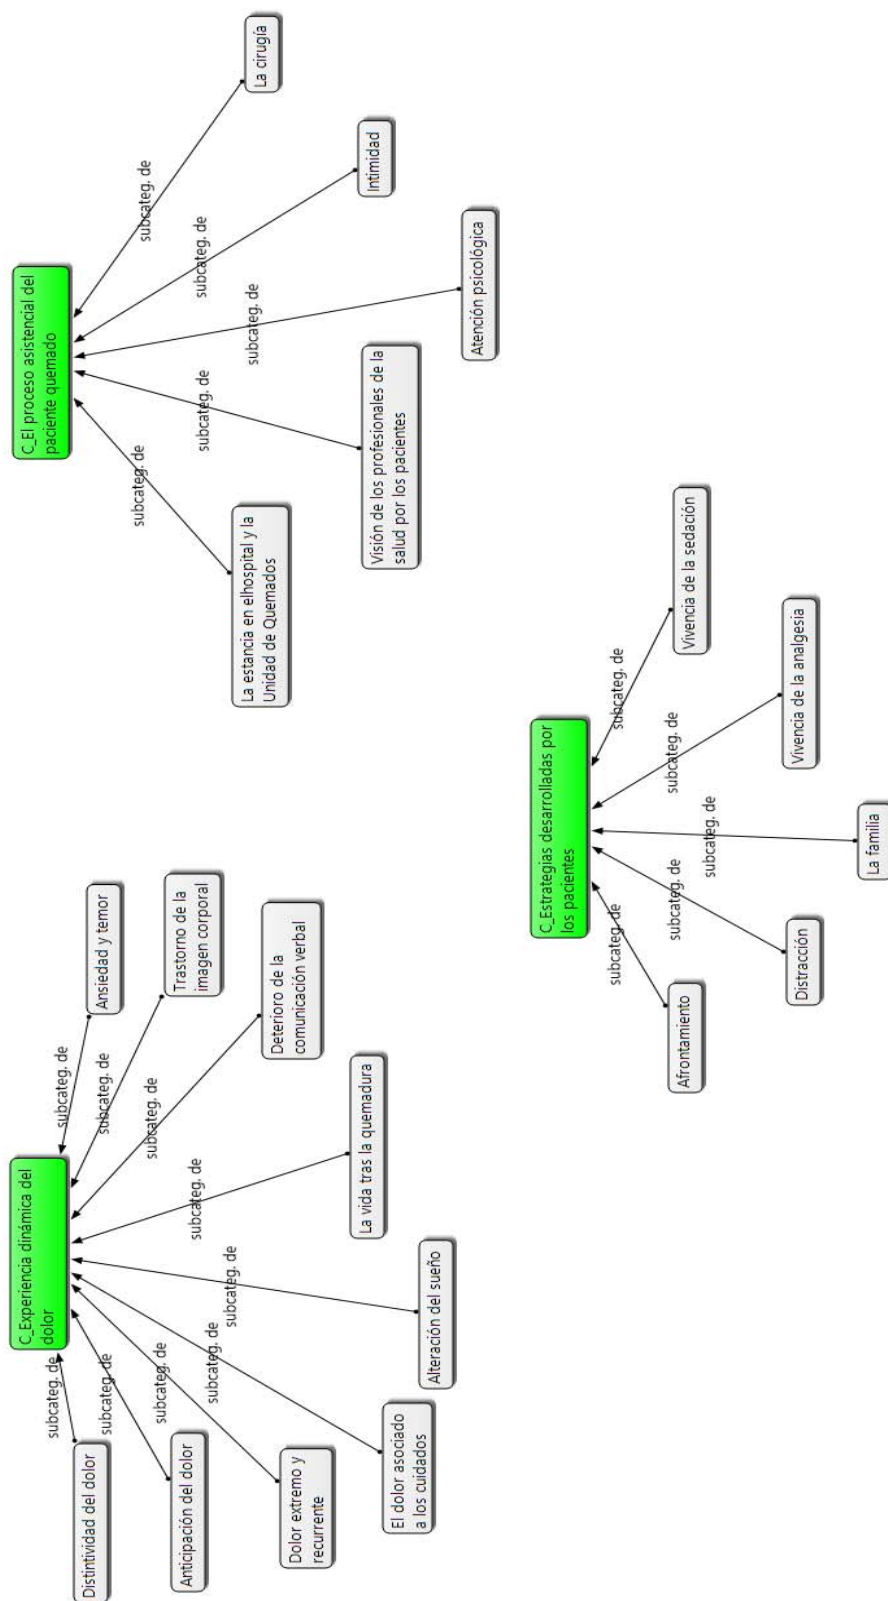 C_Experiencia dinámica del
dolor
subcateg. de
subcateg. de
subcateg. de
subcateg. de
subcateg. de
subcateg. de
subcateg. de
subcateg. de
subcateg. de
Distintividad del dolor
Anticipación del dolor
Dolor extremo y
recurrente
El dolor asociado
a los cuidados
Alteración del sueño
La vida tras la quemadura
Deterioro de la
comunicación verbal
Trastorno de la
imagen corporal
Ansiedad y temor
C_El proceso asistencial del
paciente quemado
subcateg. de
subcateg. de
subcateg. de
subcateg. de
subcateg. de
La estancia en elhospital y la
Unidad de Quemados
Visión de los profesionales de la
salud por los pacientes
Atención psicológica
Intimidad
La cirugía
C_Estrategias desarrolladas por
los pacientes
subcateg. de
subcateg. de
subcateg. de
subcateg. de
subcateg. de
Afrontamiento
Distracción
La familia
Vivencia de la analgesia
Vivencia de la sedación